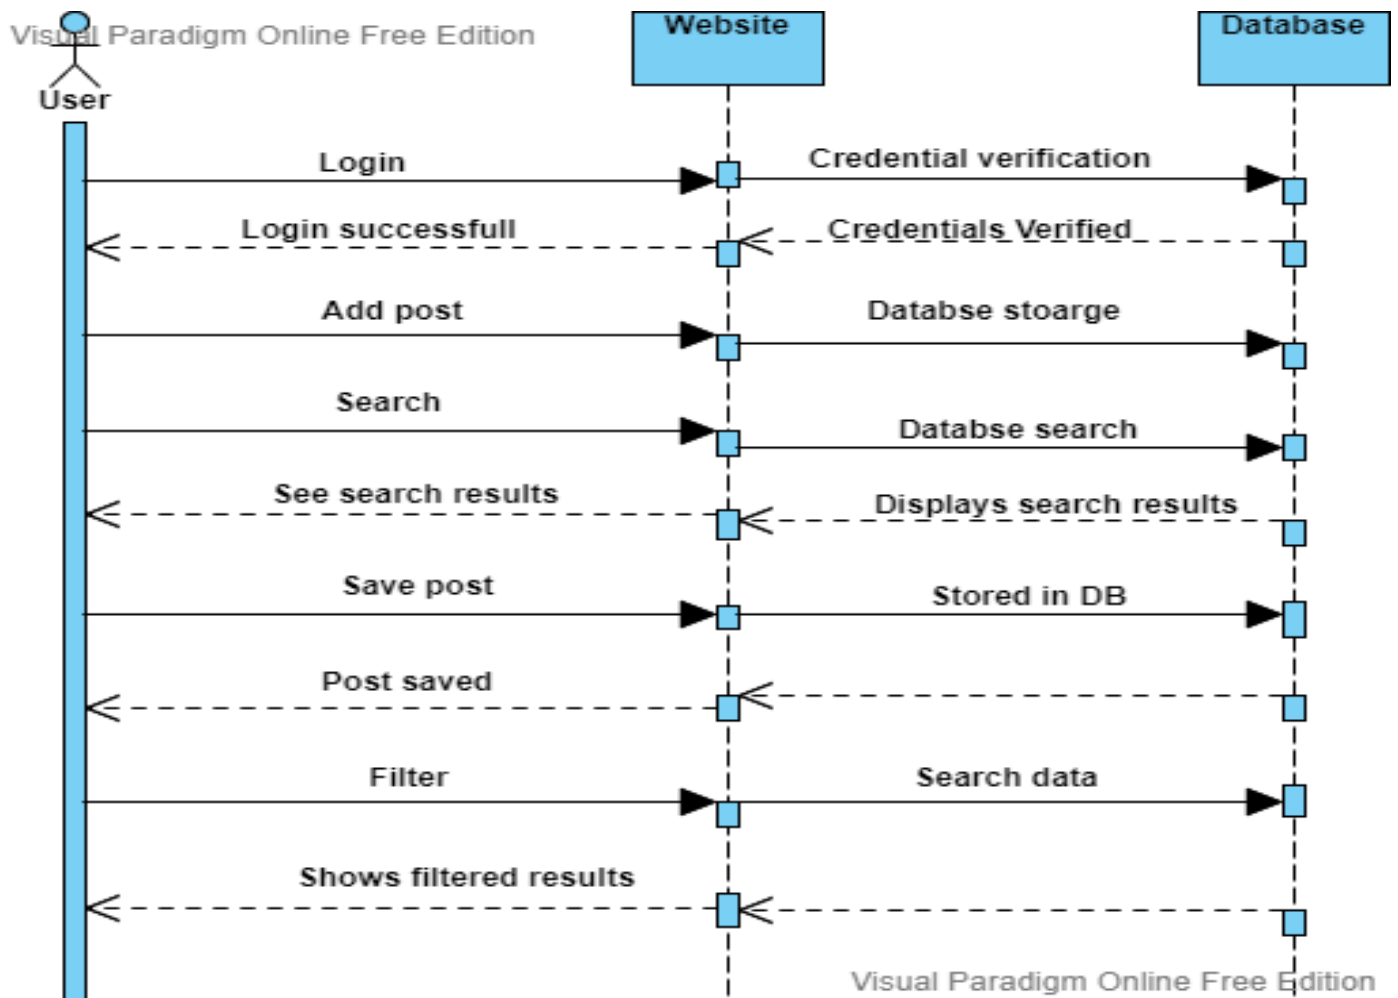 Visual Paradigm Online Free Edition
User
Website
Database
Login
Credential verification
Login successfull
Credentials Verified
Add post
Databse stoarge
Search
Databse search
See search results
Displays search results
Save post
Stored in DB
Post saved
Filter
Search data
Shows filtered results
Visual Paradigm Online Free Edition